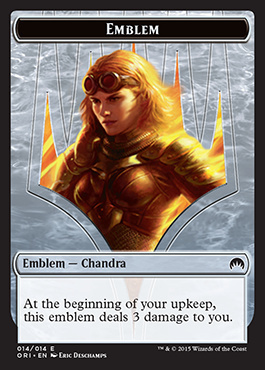 EMBLEM
Emblem — Chandra
At the beginning of your upkeep,
this emblem deals 3 damage to you.
014/014 E
ORI • EN ERIC DESCHAMPS
™ & © 2015 Wizards of the Coast